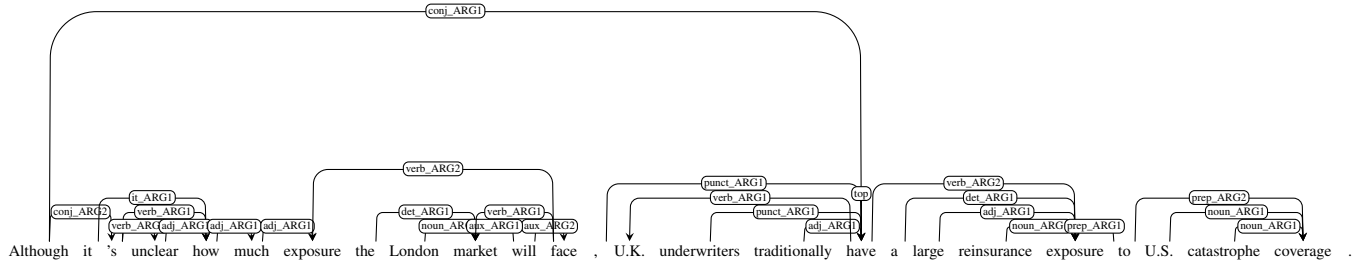 conj_ARG1
verb_ARG2
punct_ARG1
verb_ARG2
top
it_ARG1
verb_ARG1
det_ARG1
prep_ARG2
conj_ARG2
verb_ARG1
det_ARG1
verb_ARG1
punct_ARG1
adj_ARG1
noun_ARG1
adj_ARG1
adj_ARG1
adj_ARG1
aux_ARG1
aux_ARG2
adj_ARG1
prep_ARG1
noun_ARG1
Although it 's unclear how much exposure the London market will face , U.K. underwriters traditionally have a large reinsurance exposure to U.S. catastrophe coverage .